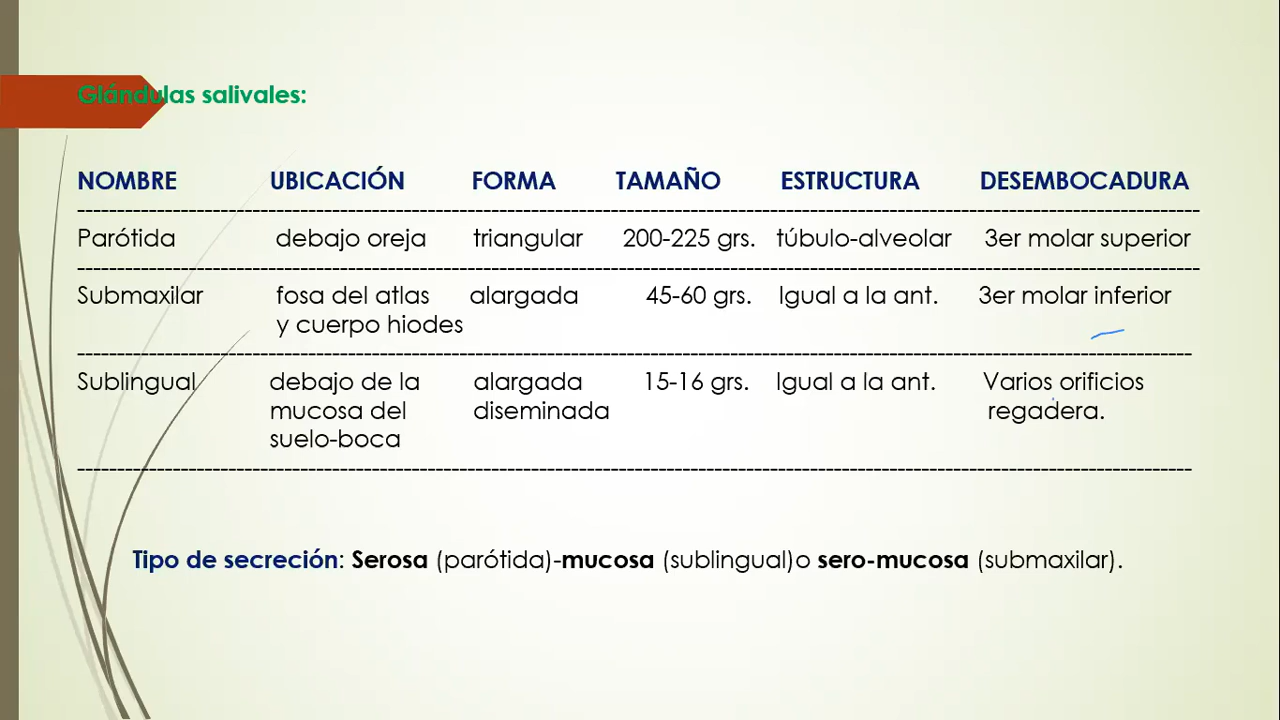 Glándulas salivales:
NOMBRE UBICACIÓN FORMA TAMAÑO ESTRUCTURA DESEMBOCADURA
Parótida debajo oreja triangular 200-225 grs. túbulo-alveolar 3er molar superior
Submaxilar fosa del atlas alargada 45-60 grs. Igual a la ant. 3er molar inferior
y cuerpo hiodes
Sublingual debajo de la alargada 15-16 grs. Igual a la ant. Varios orificios
mucosa del diseminada regadera.
suelo-boca
Tipo de secreción: Serosa (parótida)-mucosa (sublingual)o sero-mucosa (submaxilar).